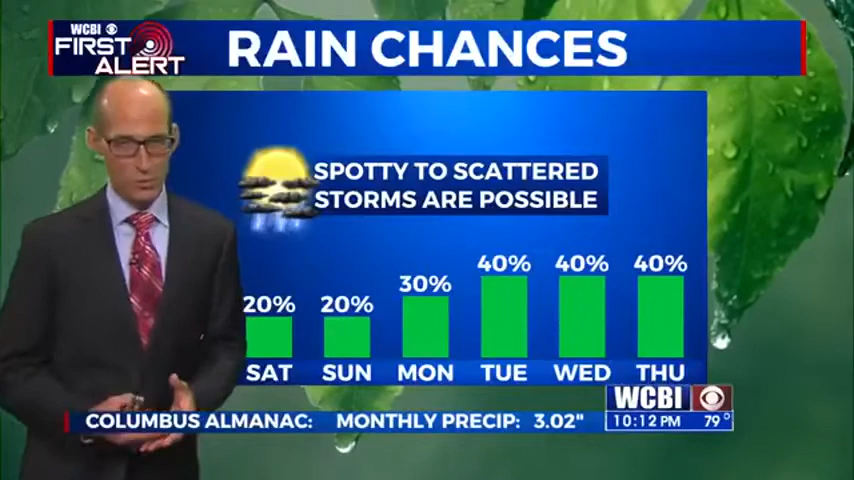 WCBI
FIRST
ALERT
RAIN CHANCES
SPOTTY TO SCATTERED
STORMS ARE POSSIBLE
20% 20% 30% 40% 40% 40%
SAT SUN MON TUE WED THU
COLUMBUS ALMANAC: MONTHLY PRECIP: 3.02"
WCBI
10:12 PM 79°